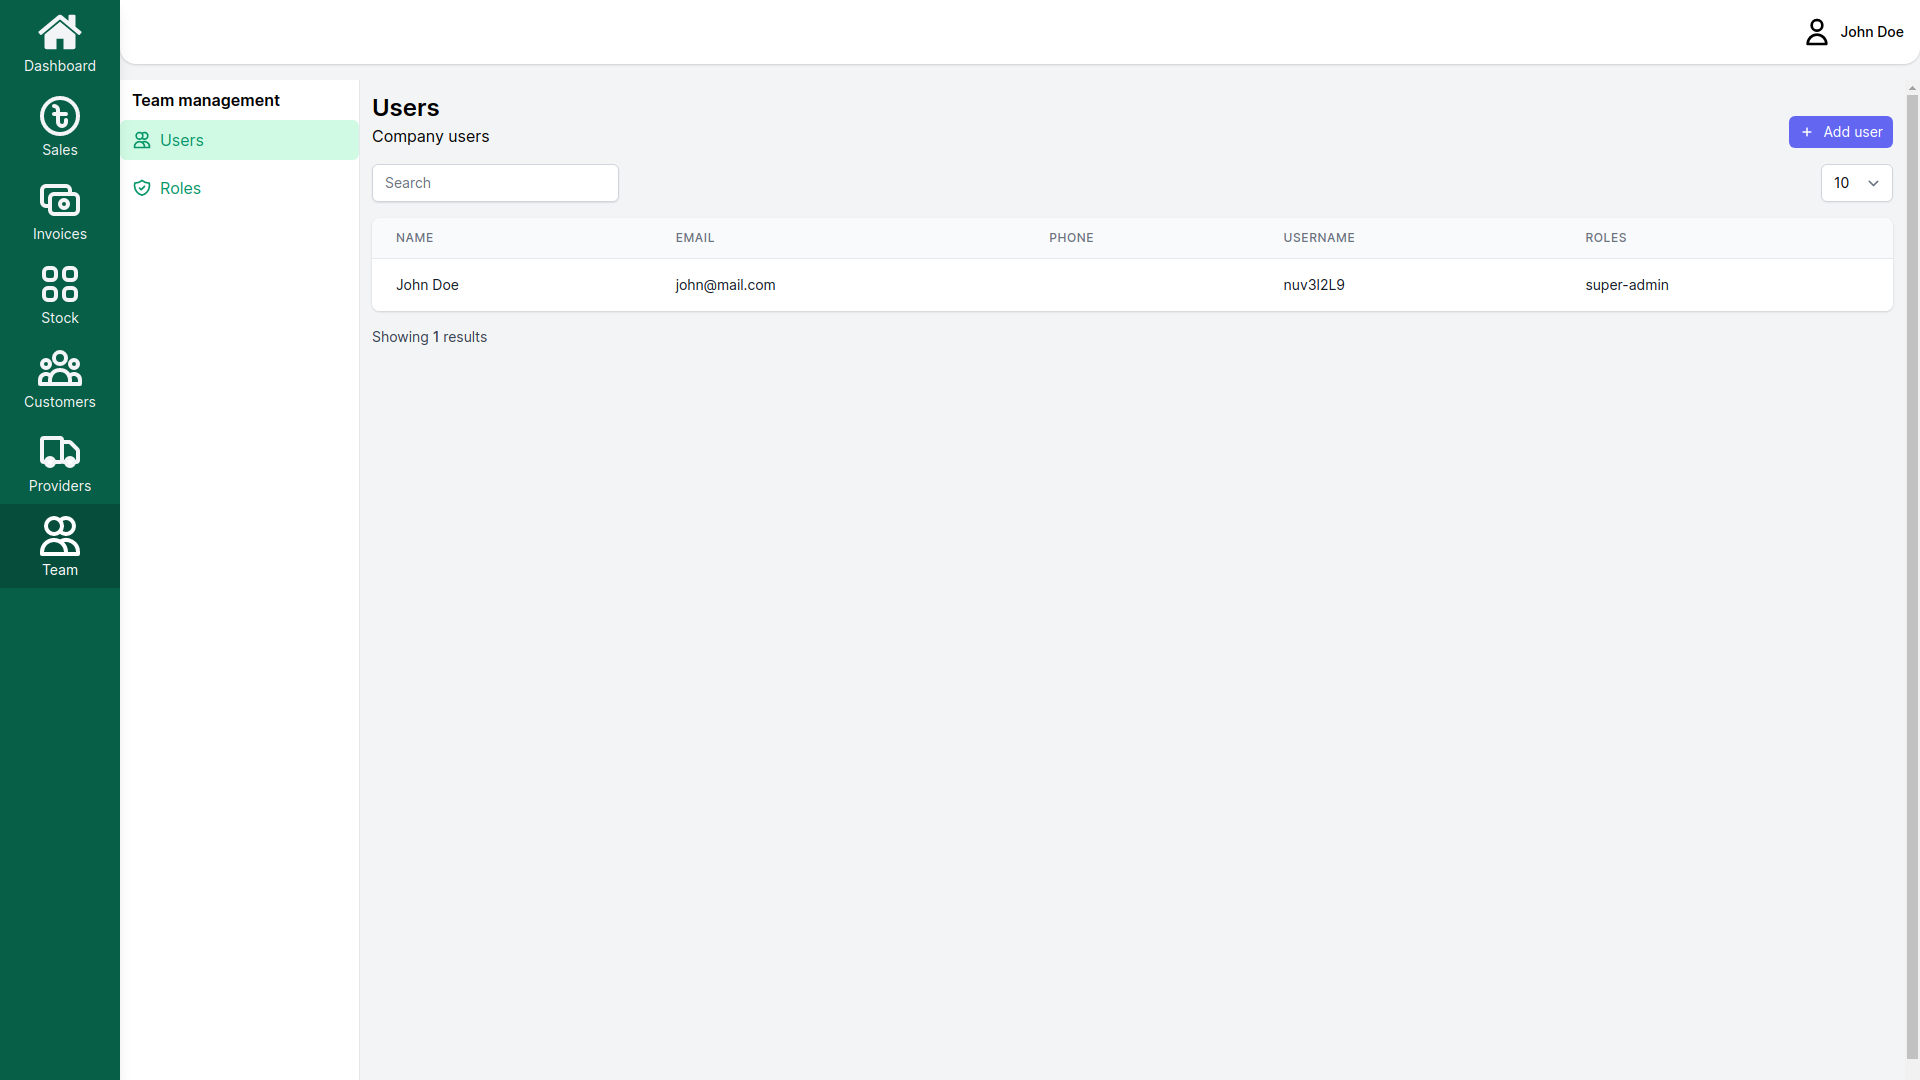 John Doe
Dashboard
Sales
Invoices
Stock
Customers
Providers
Team
Team management
Users
Roles
Users
Company users
+ Add user
Search
10
NAME EMAIL PHONE USERNAME ROLES
John Doe john@mail.com nuv3l2L9 super-admin
Showing 1 results